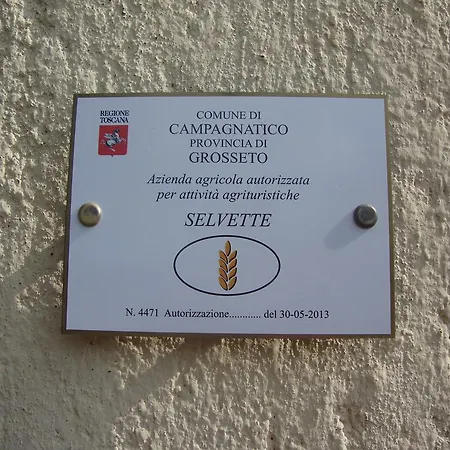 REGIONE
TOSCANA
COMUNE DI
CAMPAGNATICO
PROVINCIA DI
GROSSETO
Azienda agricola autorizzata
per attività agrituristiche
SELVETTE
N. 4471 Autorizzazione............ del 30-05-2013